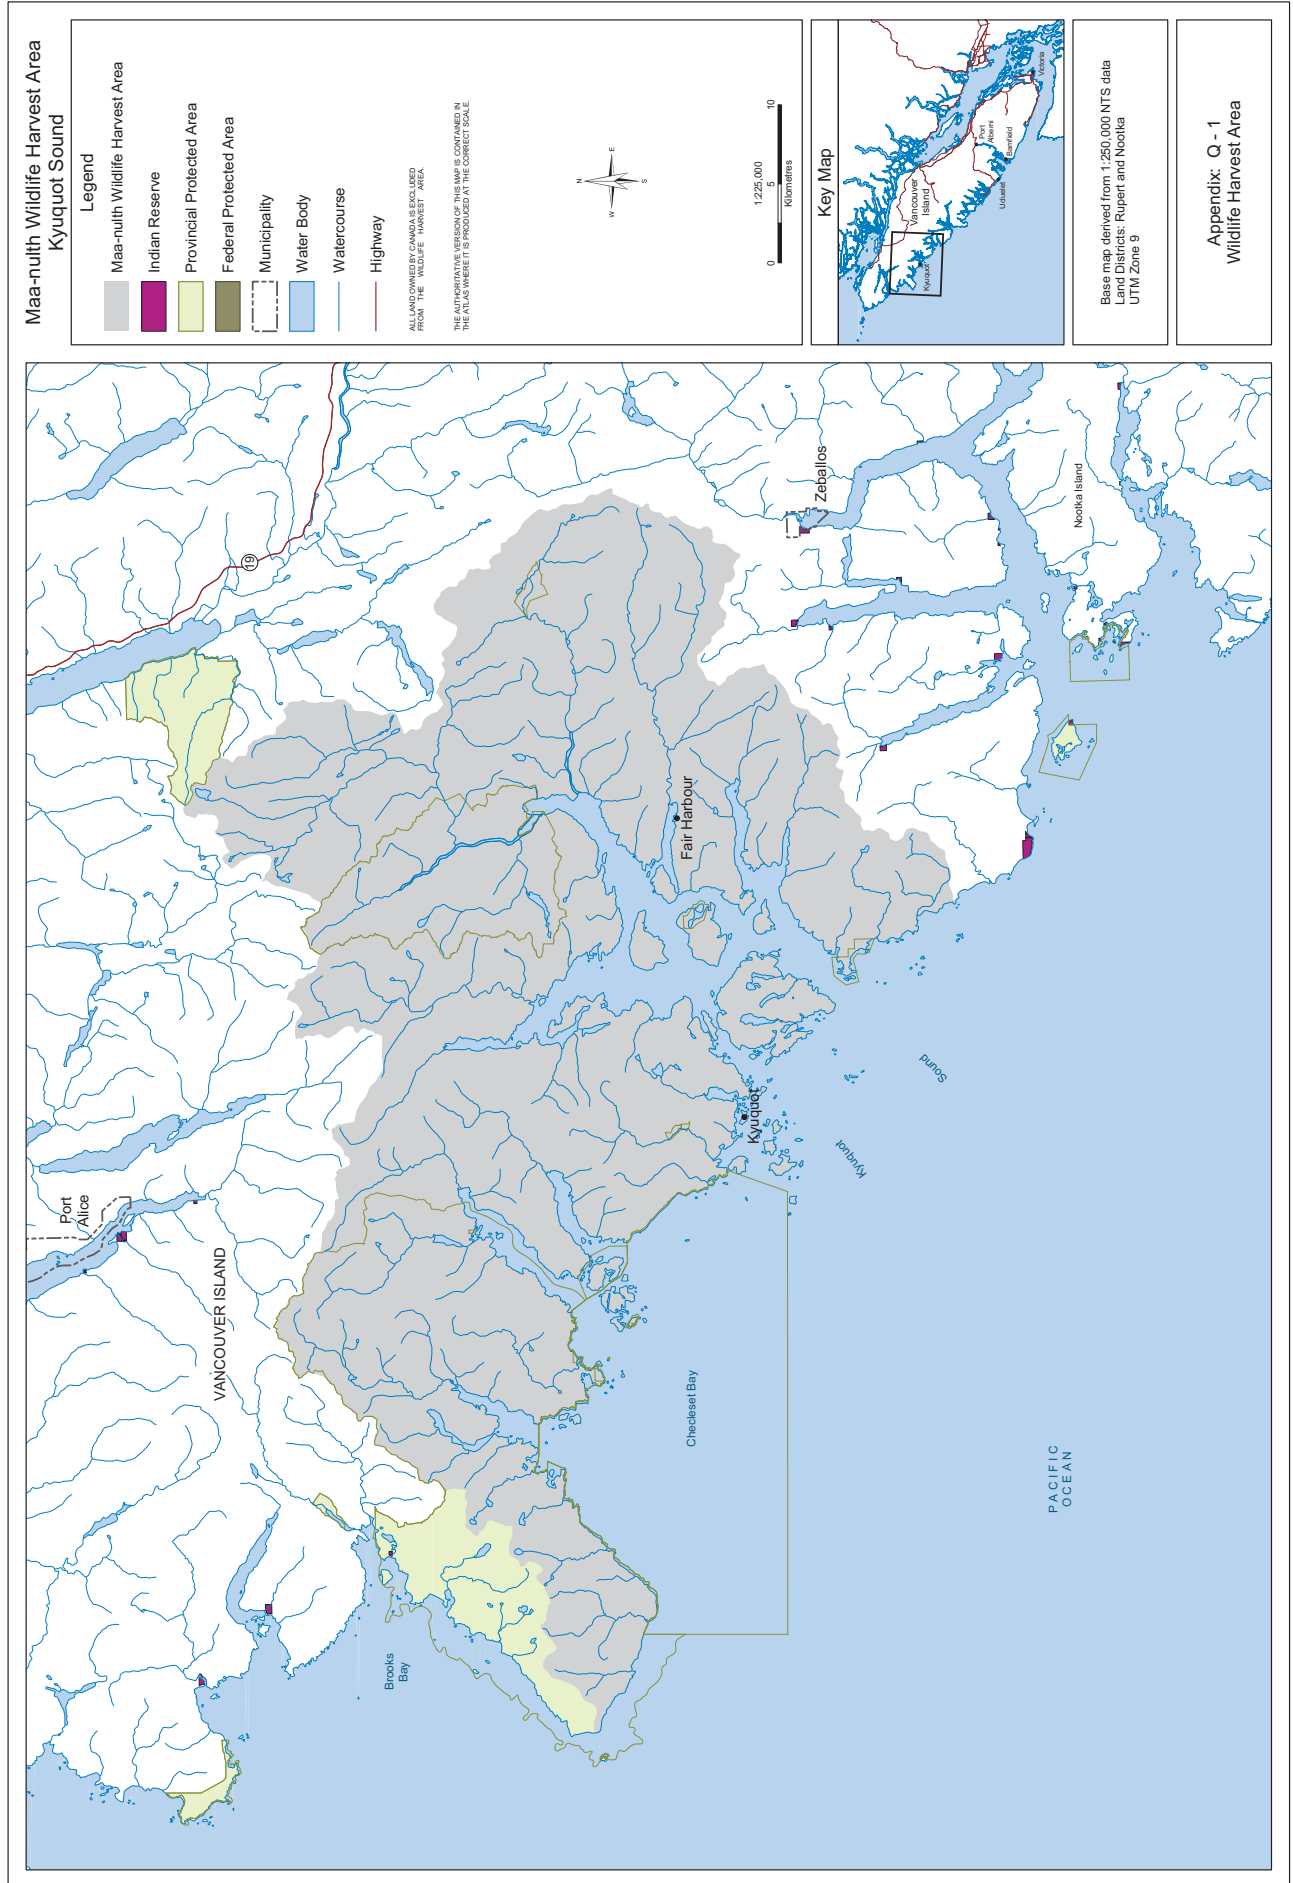 Maa-nulth Wildlife Harvest Area
Kyuquot Sound
Legend
Maa-nulth Wildlife Harvest Area
Indian Reserve
Provincial Protected Area
Federal Protected Area
Municipality
Water Body
Watercourse
Highway
ALL LAND OWNED BY CANADA IS EXCLUDED
FROM THE WILDLIFE HARVEST AREA.
THE AUTHORITATIVE VERSION OF THIS MAP IS CONTAINED IN
THE ATLAS WHERE IT IS PRODUCED AT THE CORRECT SCALE.
N
W
E
S
1:225,000
0
5
10
Kilometres
Key Map
Vancouver
Island
Kyuquot
Port
Alberni
Ucluelet
Bamfield
Victoria
Base map derived from 1:250,000 NTS data
Land Districts: Rupert and Nootka
UTM Zone 9
Appendix: Q - 1
Wildlife Harvest Area
19
Port
Alice
VANCOUVER ISLAND
Zeballos
Nootka Island
Fair Harbour
Kyuquot
Kyuquot
Sound
Checleset Bay
Brooks
Bay
PACIFIC
OCEAN